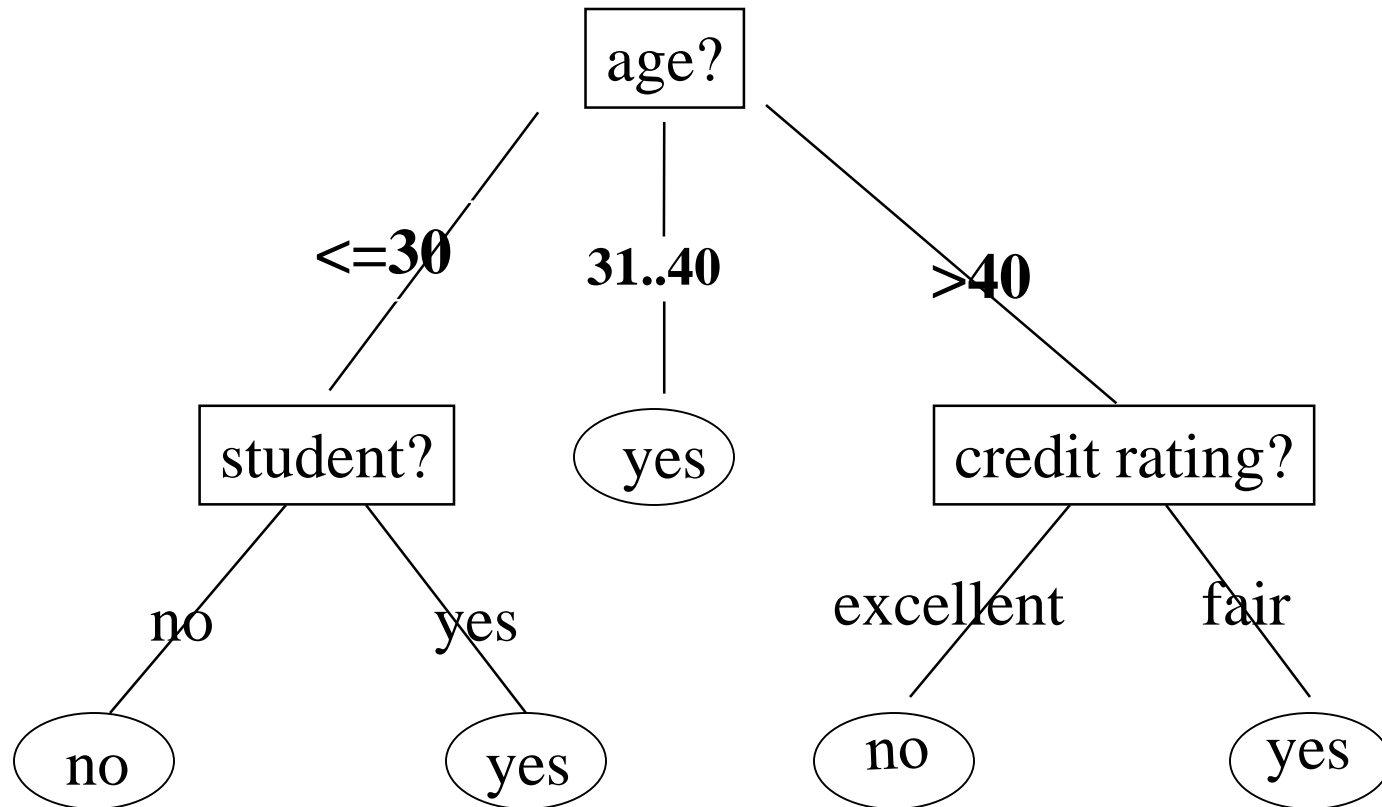 age?
<=30
31..40
>40
student?
yes
credit rating?
no
yes
excellent
fair
no
yes
no
yes